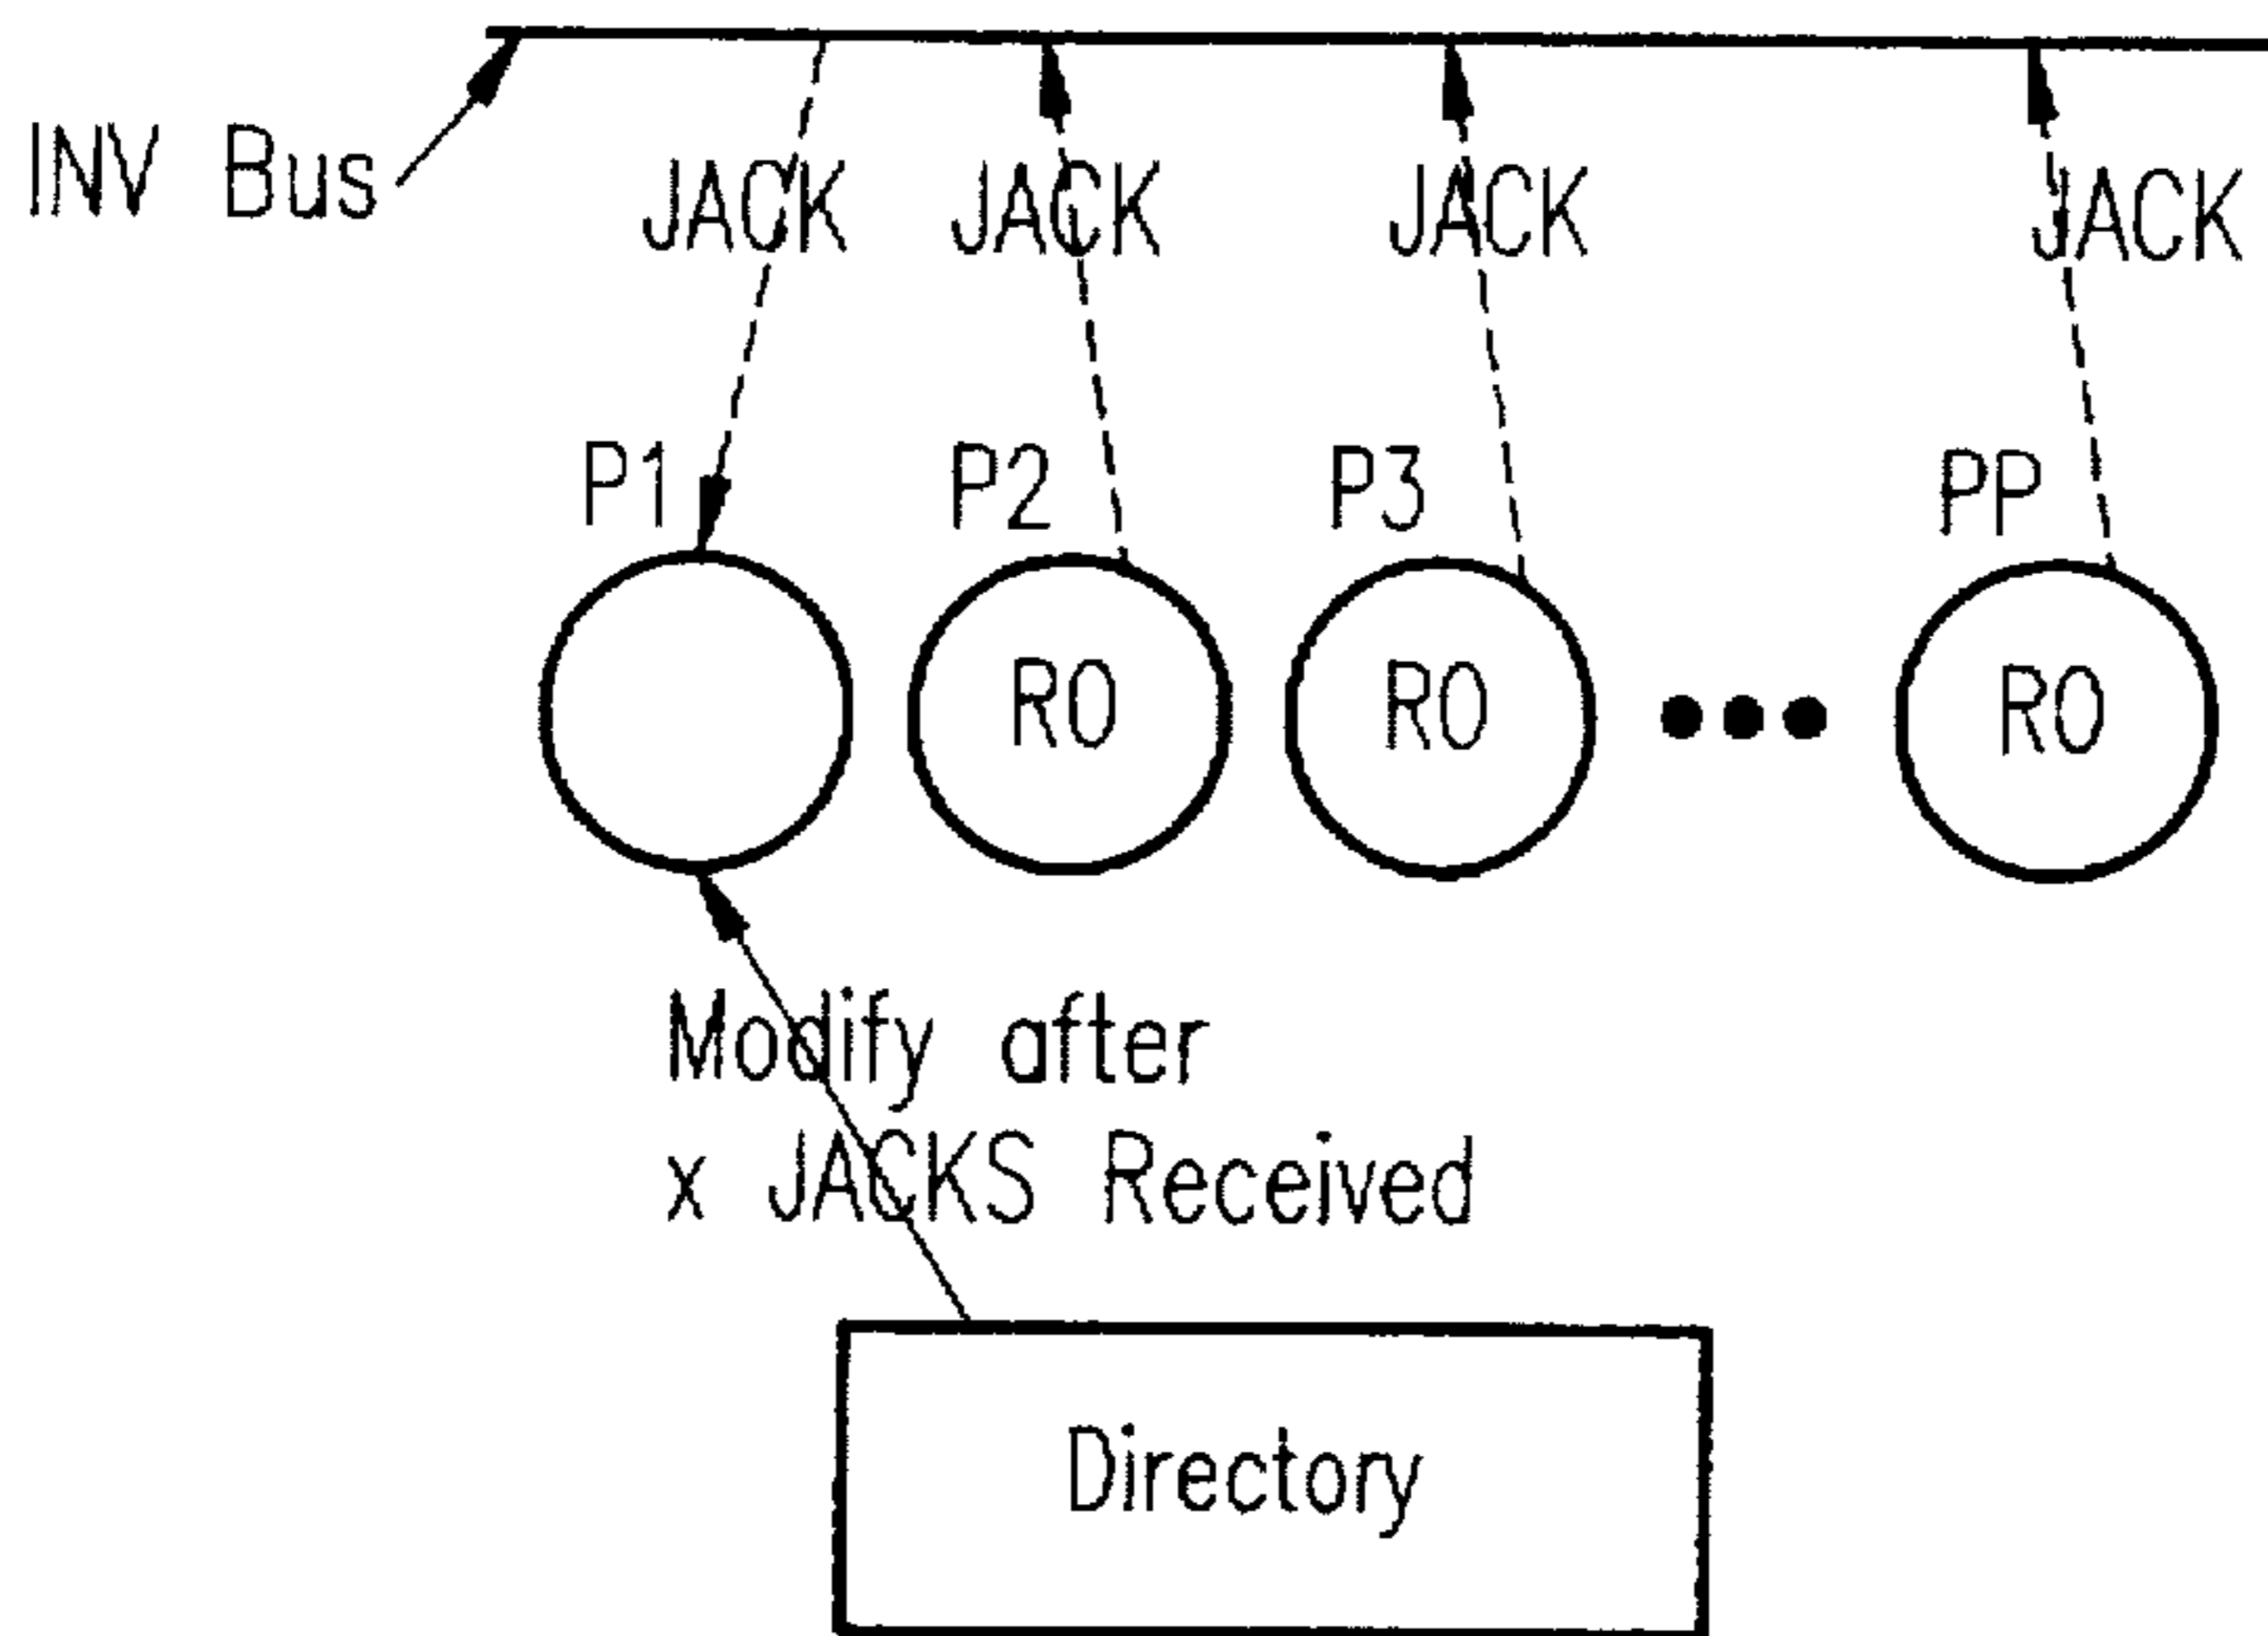 INV Bus
JACK JACK JACK JACK
P1 P2 P3 PP
RO RO RO
Modify after
x JACKS Received
Directory